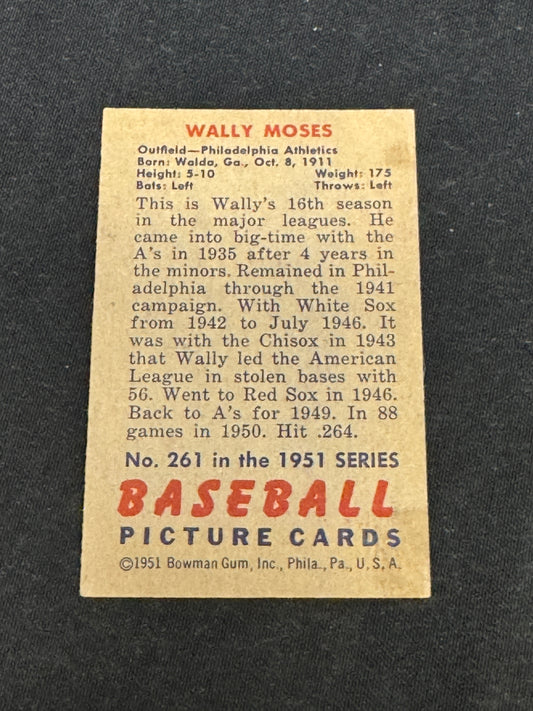 WALLY MOSES
Outfield—Philadelphia Athletics
Born: Waldo, Ga., Oct. 8, 1911
Height: 5-10 Weight: 175
Bats: Left Throws: Left
This is Wally's 16th season
in the major leagues. He
came into big-time with the
A's in 1935 after 4 years in
the minors. Remained in Phil-
adelphia through the 1941
campaign. With White Sox
from 1942 to July 1946. It
was with the Chisox in 1943
that Wally led the American
League in stolen bases with
56. Went to Red Sox in 1946.
Back to A's for 1949. In 88
games in 1950. Hit .264.
No. 261 in the 1951 SERIES
BASEBALL
PICTURE CARDS
©1951 Bowman Gum, Inc., Phila., Pa., U. S. A.